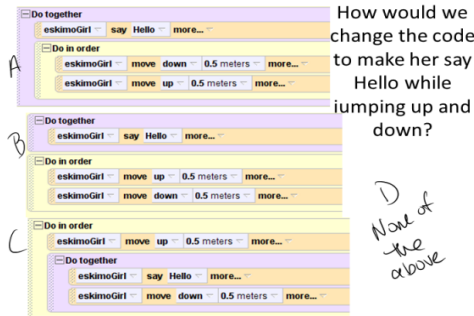 Do together
eskimoGirl say Hello more...
Do in order
eskimoGirl move down 0.5 meters more...
eskimoGirl move up 0.5 meters more...
A
Do together
eskimoGirl say Hello more...
Do in order
eskimoGirl move up 0.5 meters more...
eskimoGirl move down 0.5 meters more...
B
Do in order
eskimoGirl move up 0.5 meters more...
Do together
eskimoGirl say Hello more...
eskimoGirl move down 0.5 meters more...
C
How would we
change the code
to make her say
Hello while
jumping up and
down?
D
None of
the
above